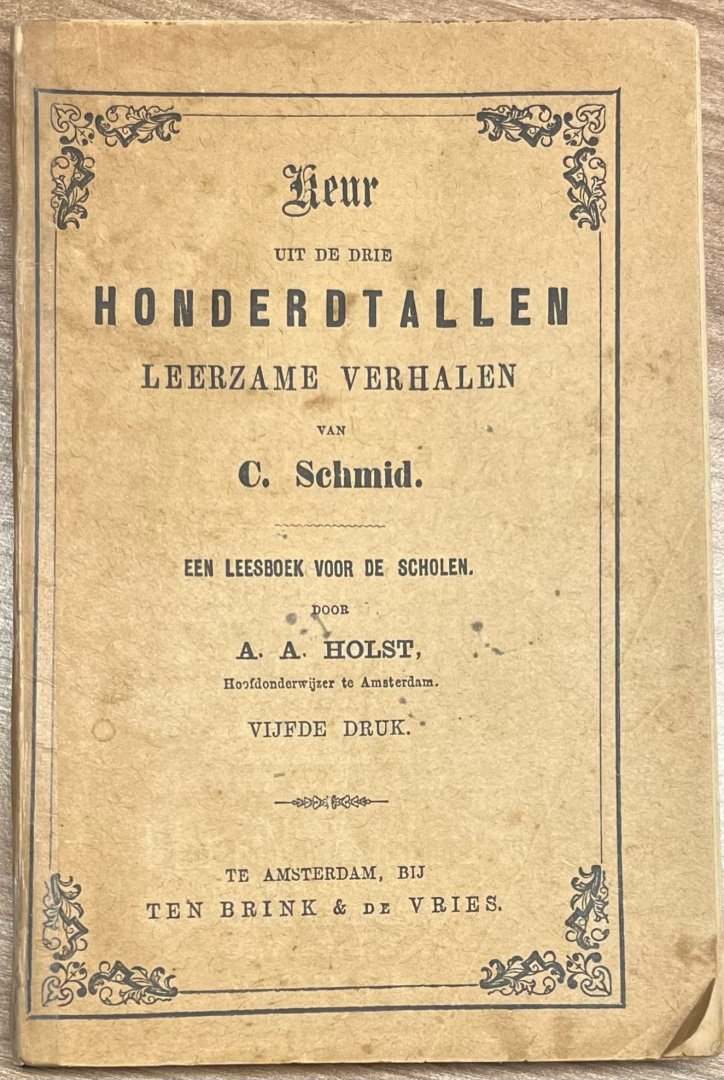 Keur
UIT DE DRIE
HONDERDTALLEN
LEERZAME VERHALEN
VAN
C. Schmid.
EEN LEESBOEK VOOR DE SCHOLEN.
DOOR
A. A. HOLST,
Hoofdonderwijzer te Amsterdam.
VIJFDE DRUK.
TE AMSTERDAM, BIJ
TEN BRINK & DE VRIES.